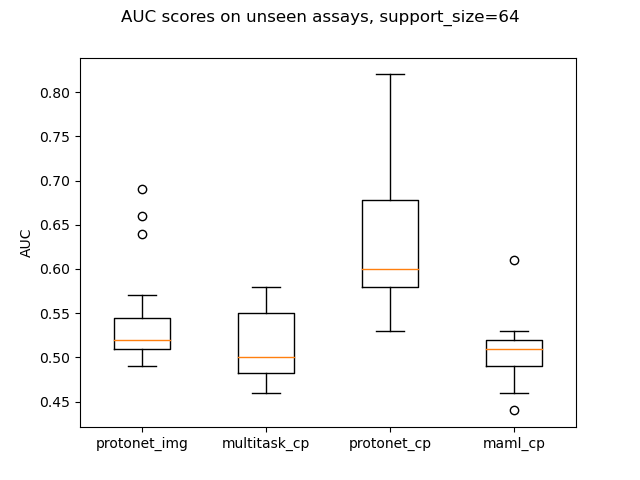 AUC scores on unseen assays, support_size=64
0.80
0.75
0.70
0.65
0.60
0.55
0.50
0.45
AUC
protonet_img
multitask_cp
protonet_cp
maml_cp